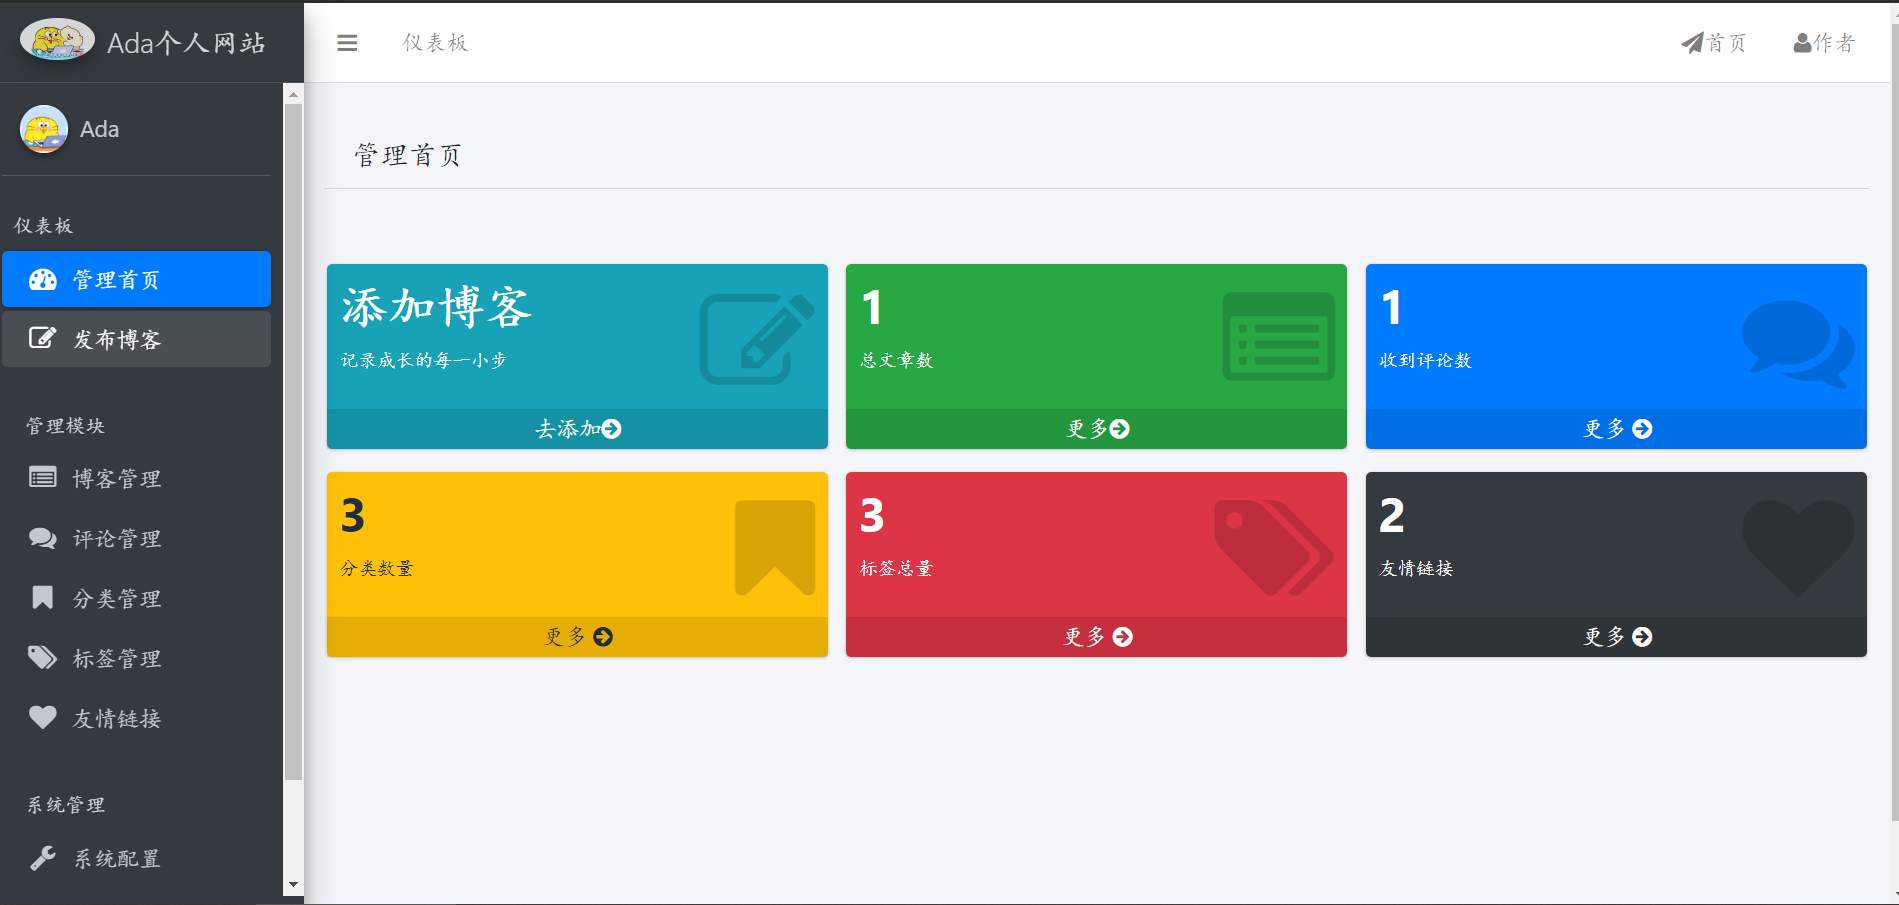 Ada个人网站
仪表板
首页
作者
Ada
管理首页
仪表板
管理首页
发布博客
管理模块
博客管理
评论管理
分类管理
标签管理
友情链接
系统管理
系统配置
添加博客
记录成长的每一小步
去添加
1
总文章数
更多
1
收到评论数
更多
3
分类数量
更多
3
标签总量
更多
2
友情链接
更多